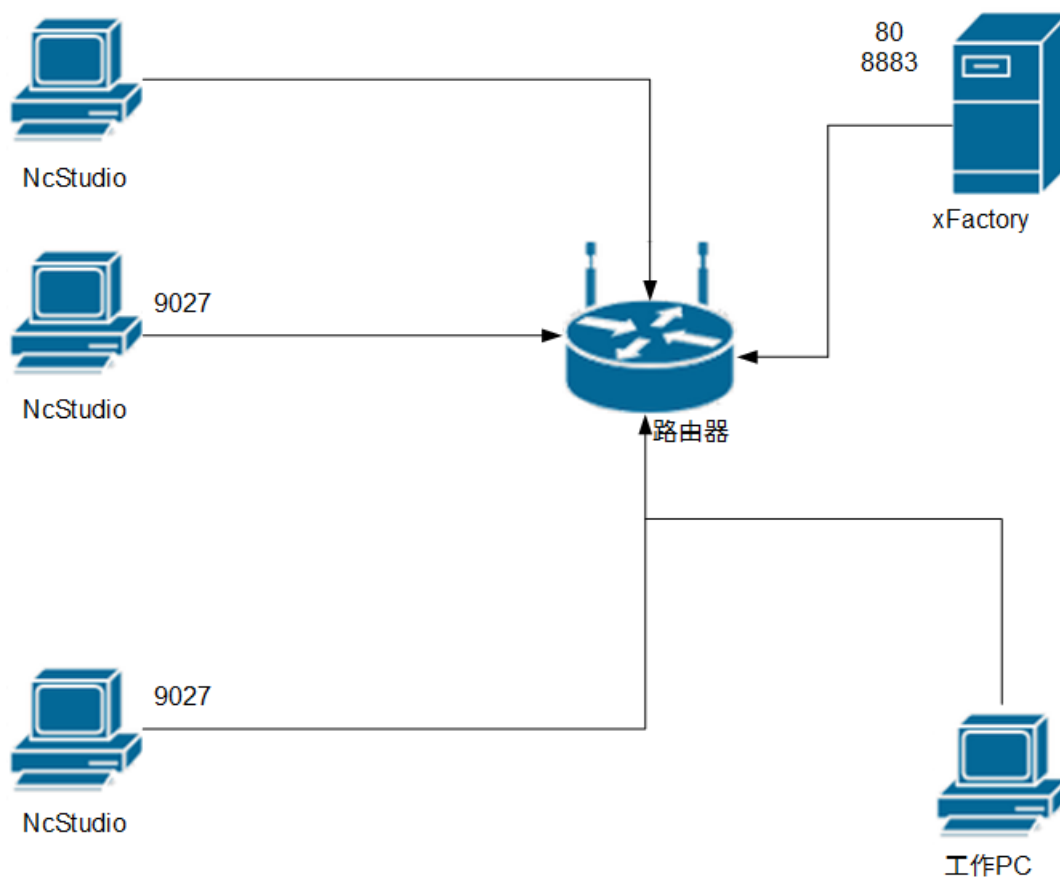 80
8883
NcStudio
xFactory
9027
NcStudio
路由器
9027
NcStudio
工作PC